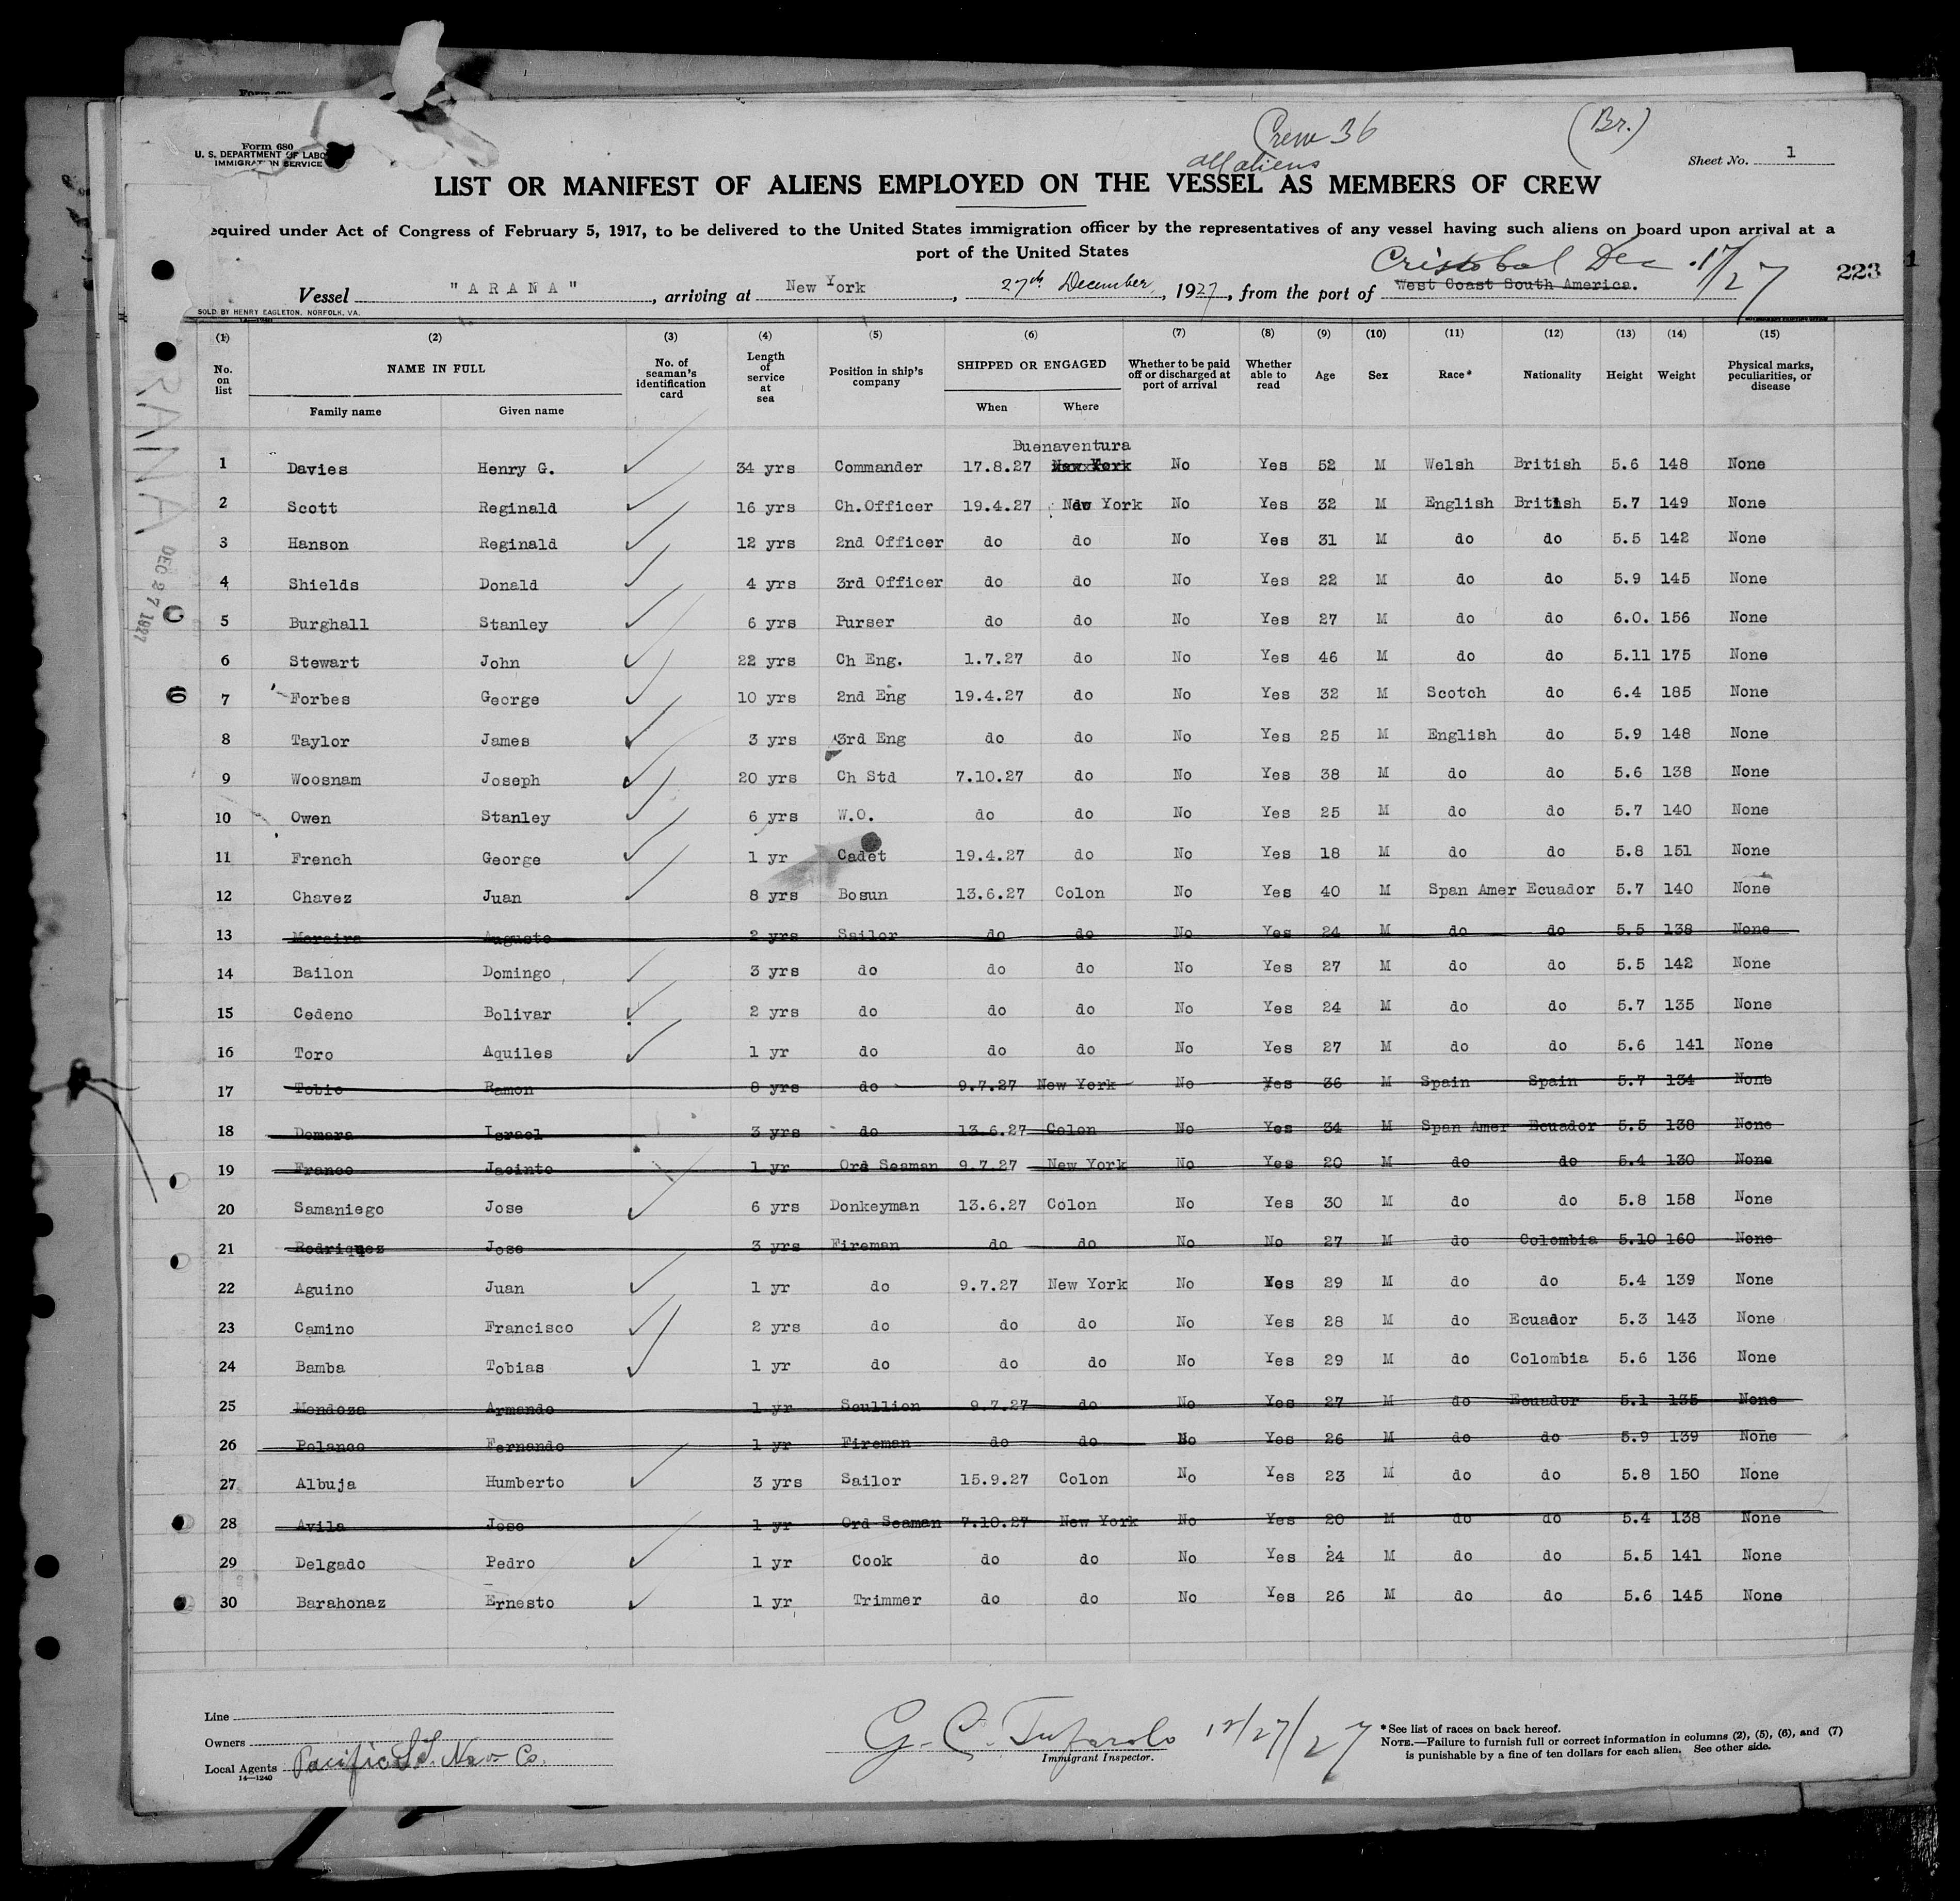 Crew 36
all aliens
(Br.)
Form 680
U. S. DEPARTMENT OF LABO
IMMIGRATION SERVICE
Sheet No. 1
LIST OR MANIFEST OF ALIENS EMPLOYED ON THE VESSEL AS MEMBERS OF CREW
equired under Act of Congress of February 5, 1917, to be delivered to the United States immigration officer by the representatives of any vessel having such aliens on board upon arrival at a
port of the United States
Cristobal Dec. 17/27
Vessel "ARANA", arriving at New York, 27th December, 1927, from the port of West Coast South America.
223
1
SOLD BY HENRY EAGLETON, NORFOLK, VA.
(1) (2) (3) (4) (5) (6) (7) (8) (9) (10) (11) (12) (13) (14) (15)
No. on list NAME IN FULL No. of seaman's identification card Length of service at sea Position in ship's company SHIPPED OR ENGAGED Whether to be paid off or discharged at port of arrival Whether able to read Age Sex Race* Nationality Height Weight Physical marks, peculiarities, or disease
Family name Given name When Where
Buenaventura
1 Davies Henry G. 34 yrs Commander 17.8.27 New York No Yes 52 M Welsh British 5.6 148 None
2 Scott Reginald 16 yrs Ch.Officer 19.4.27 New York No Yes 32 M English British 5.7 149 None
3 Hanson Reginald 12 yrs 2nd Officer do do No Yes 31 M do do 5.5 142 None
4 Shields Donald 4 yrs 3rd Officer do do No Yes 22 M do do 5.9 145 None
5 Burghall Stanley 6 yrs Purser do do No Yes 27 M do do 6.0. 156 None
6 Stewart John 22 yrs Ch Eng. 1.7.27 do No Yes 46 M do do 5.11 175 None
7 Forbes George 10 yrs 2nd Eng 19.4.27 do No Yes 32 M Scotch do 6.4 185 None
8 Taylor James 3 yrs 3rd Eng do do No Yes 25 M English do 5.9 148 None
9 Woosnam Joseph 20 yrs Ch Std 7.10.27 do No Yes 38 M do do 5.6 138 None
10 Owen Stanley 6 yrs W.O. do do No Yes 25 M do do 5.7 140 None
11 French George 1 yr Cadet 19.4.27 do No Yes 18 M do do 5.8 151 None
12 Chavez Juan 8 yrs Bosun 13.6.27 Colon No Yes 40 M Span Amer Ecuador 5.7 140 None
13 Moreira Augusto 2 yrs Sailor do do No Yes 24 M do do 5.5 138 None
14 Bailon Domingo 3 yrs do do do No Yes 27 M do do 5.5 142 None
15 Cedeno Bolivar 2 yrs do do do No Yes 24 M do do 5.7 135 None
16 Toro Aquiles 1 yr do do do No Yes 27 M do do 5.6 141 None
17 Tobio Ramon 8 yrs do 9.7.27 New York No Yes 36 M Spain Spain 5.7 134 None
18 Demara Israel 3 yrs do 13.6.27 Colon No Yes 34 M Span Amer Ecuador 5.5 138 None
19 Franco Jacinto 1 yr Ord Seaman 9.7.27 New York No Yes 20 M do do 5.4 130 None
20 Samaniego Jose 6 yrs Donkeyman 13.6.27 Colon No Yes 30 M do do 5.8 158 None
21 Rodriquez Jose 3 yrs Fireman do do No No 27 M do Colombia 5.10 160 None
22 Aguino Juan 1 yr do 9.7.27 New York No Yes 29 M do do 5.4 139 None
23 Camino Francisco 2 yrs do do do No Yes 28 M do Ecuador 5.3 143 None
24 Bamba Tobias 1 yr do do do No Yes 29 M do Colombia 5.6 136 None
25 Mendoza Armando 1 yr Scullion 9.7.27 do No Yes 27 M do Ecuador 5.1 135 None
26 Polanco Fernando 1 yr Fireman do do No Yes 26 M do do 5.9 139 None
27 Albuja Humberto 3 yrs Sailor 15.9.27 Colon No Yes 23 M do do 5.8 150 None
28 Avila Jose 1 yr Ord Seaman 7.10.27 New York No Yes 20 M do do 5.4 138 None
29 Delgado Pedro 1 yr Cook do do No Yes 24 M do do 5.5 141 None
30 Barahonaz Ernesto 1 yr Trimmer do do No Yes 26 M do do 5.6 145 None
RANA
DEC 27 1927
C
6
Line
Owners
Local Agents Pacific St. Nav Co.
14—1240
G. C. Tufarolo 12/27/27
Immigrant Inspector.
*See list of races on back hereof.
NOTE.—Failure to furnish full or correct information in columns (2), (5), (6), and (7)
is punishable by a fine of ten dollars for each alien. See other side.